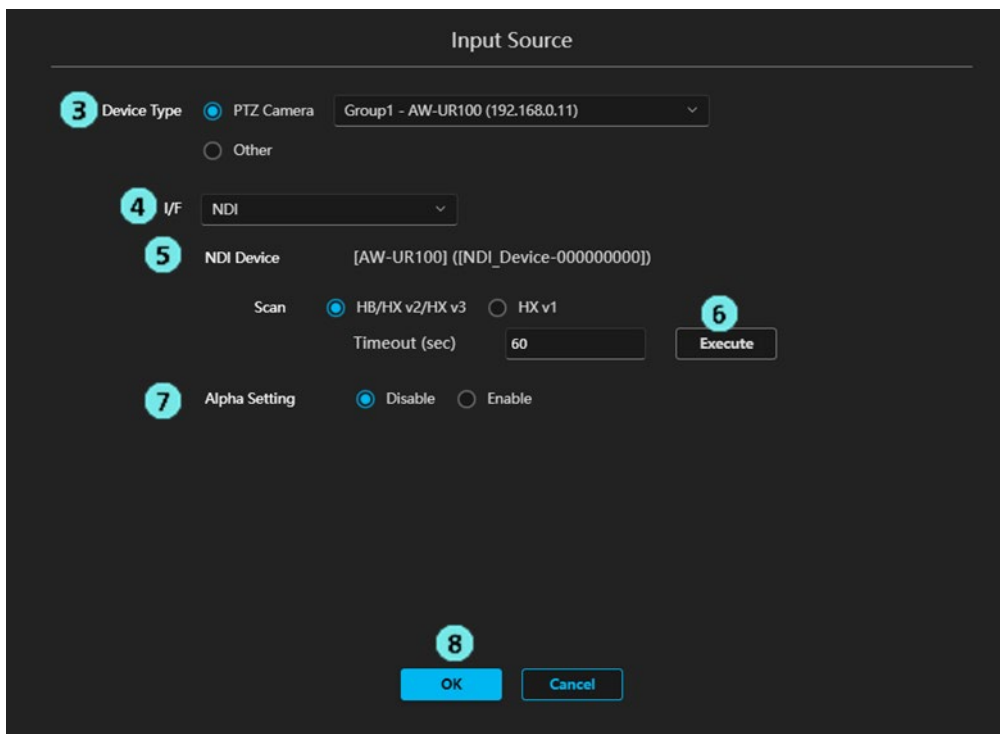 Input Source
3 Device Type PTZ Camera Group1 - AW-UR100 (192.168.0.11)
Other
4 I/F NDI
5 NDI Device [AW-UR100] ([NDI_Device-000000000])
Scan HB/HX v2/HX v3 HX v1 6
Timeout (sec) 60 Execute
7 Alpha Setting Disable Enable
8
OK Cancel